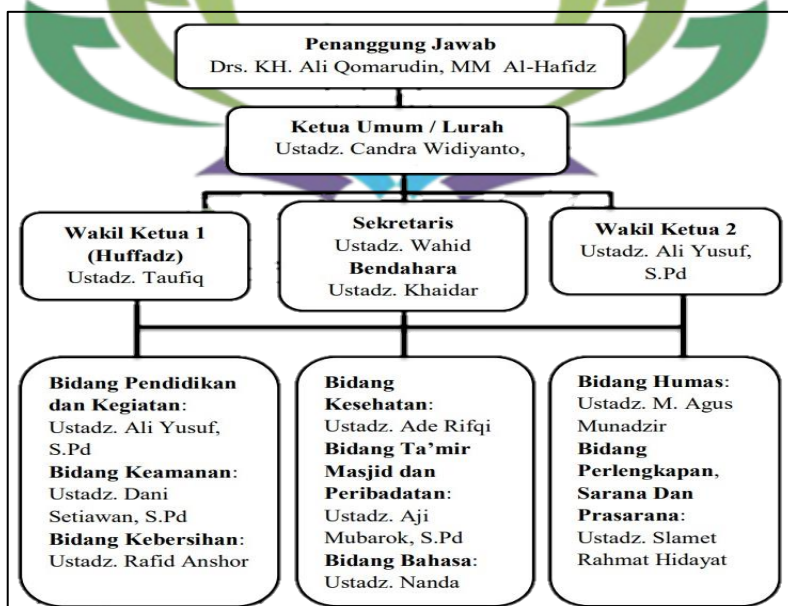 Penanggung Jawab
Drs. KH. Ali Qomarudin, MM  Al-Hafidz
Ketua Umum / Lurah
Ustadz. Candra Widiyanto,
Wakil Ketua 1
(Huffadz)
Ustadz. Taufiq
Sekretaris
Ustadz. Wahid
Bendahara
Ustadz. Khaidar
Wakil Ketua 2
Ustadz. Ali Yusuf,
S.Pd
Bidang Pendidikan
dan Kegiatan:
Ustadz. Ali Yusuf,
S.Pd
Bidang Keamanan:
Ustadz. Dani
Setiawan, S.Pd
Bidang Kebersihan:
Ustadz. Rafid Anshor
Bidang
Kesehatan:
Ustadz. Ade Rifqi
Bidang Ta’mir
Masjid dan
Peribadatan:
Ustadz. Aji
Mubarok, S.Pd
Bidang Bahasa:
Ustadz. Nanda
Bidang Humas:
Ustadz. M. Agus
Munadzir
Bidang
Perlengkapan,
Sarana Dan
Prasarana:
Ustadz. Slamet
Rahmat Hidayat